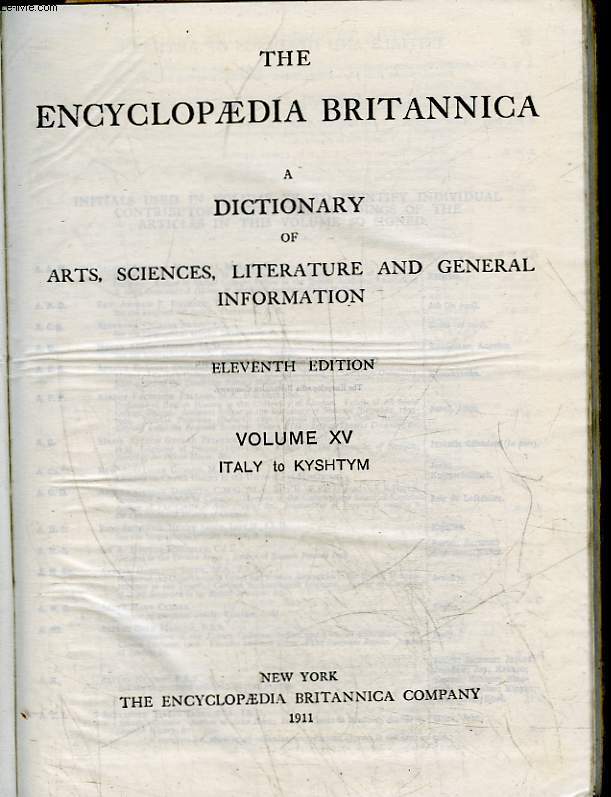 THE
ENCYCLOPÆDIA BRITANNICA
A
DICTIONARY
OF
ARTS, SCIENCES, LITERATURE AND GENERAL
INFORMATION
ELEVENTH EDITION
VOLUME XV
ITALY to KYSHTYM
NEW YORK
THE ENCYCLOPÆDIA BRITANNICA COMPANY
1911